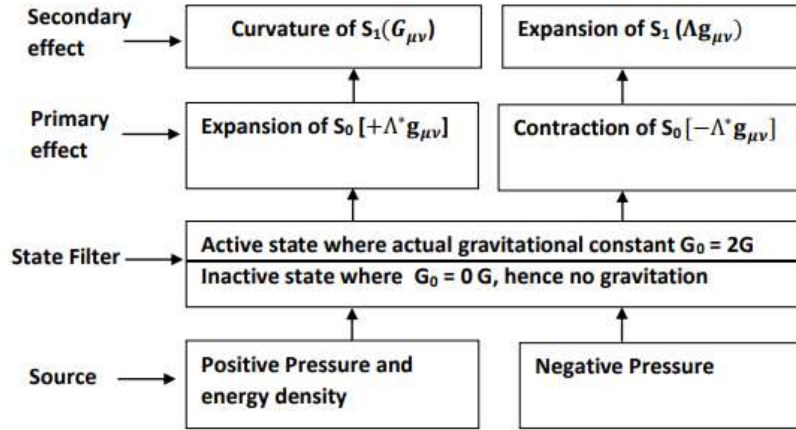 Secondary effect
Curvature of S₁(Gμν)
Expansion of S₁ (Λgμν)
Primary effect
Expansion of S₀ [+Λ*gμν]
Contraction of S₀ [−Λ*gμν]
State Filter
Active state where actual gravitational constant G₀ = 2G
Inactive state where G₀ = 0 G, hence no gravitation
Source
Positive Pressure and
energy density
Negative Pressure